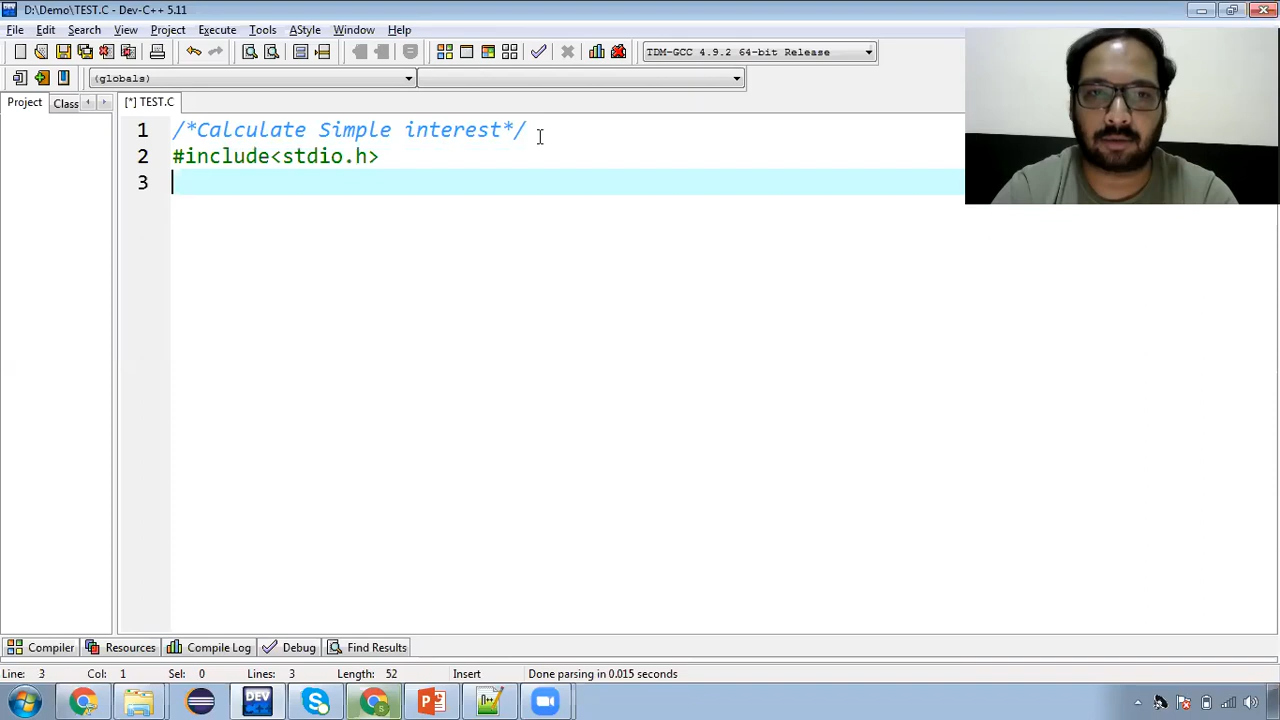 D:\Demo\TEST.C - Dev-C++ 5.11
File Edit Search View Project Execute Tools AStyle Window Help
TDM-GCC 4.9.2 64-bit Release
(globals)
Project Class [*] TEST.C
1 /*Calculate Simple interest*/
2 #include<stdio.h>
3
Compiler Resources Compile Log Debug Find Results
Line: 3 Col: 1 Sel: 0 Lines: 3 Length: 52 Insert Done parsing in 0.015 seconds
DEV C++